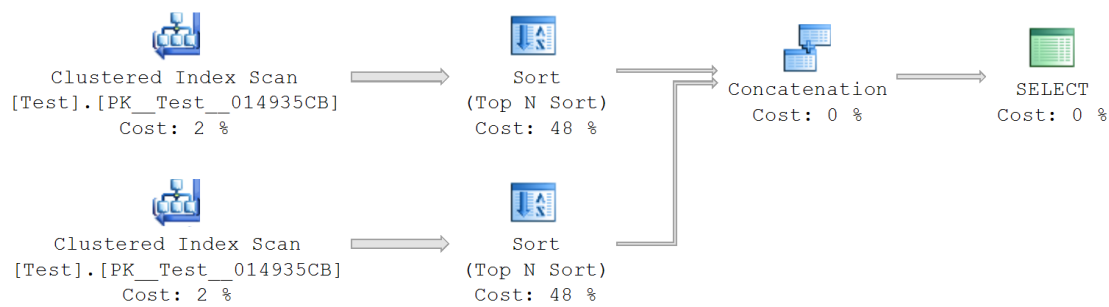 Clustered Index Scan
[Test].[PK__Test__014935CB]
Cost: 2 %
Sort
(Top N Sort)
Cost: 48 %
Concatenation
Cost: 0 %
SELECT
Cost: 0 %
Clustered Index Scan
[Test].[PK__Test__014935CB]
Cost: 2 %
Sort
(Top N Sort)
Cost: 48 %